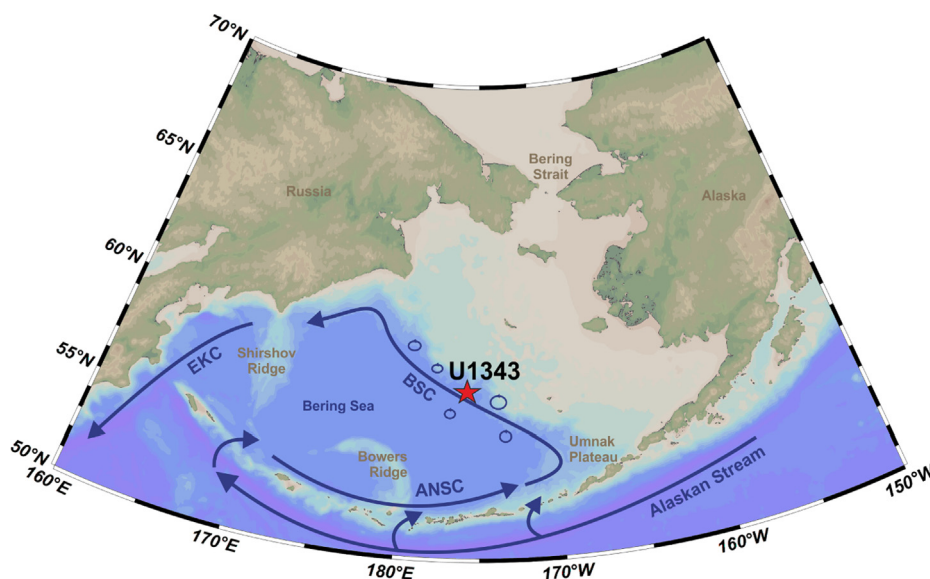 70°N
65°N
60°N
55°N
50°N
160°E
170°E
180°E
170°W
160°W
150°W
Bering
Strait
Russia
Alaska
EKC
Shirshov
Ridge
U1343
BSC
Bering Sea
Bowers
Ridge
Umnak
Plateau
ANSC
Alaskan Stream